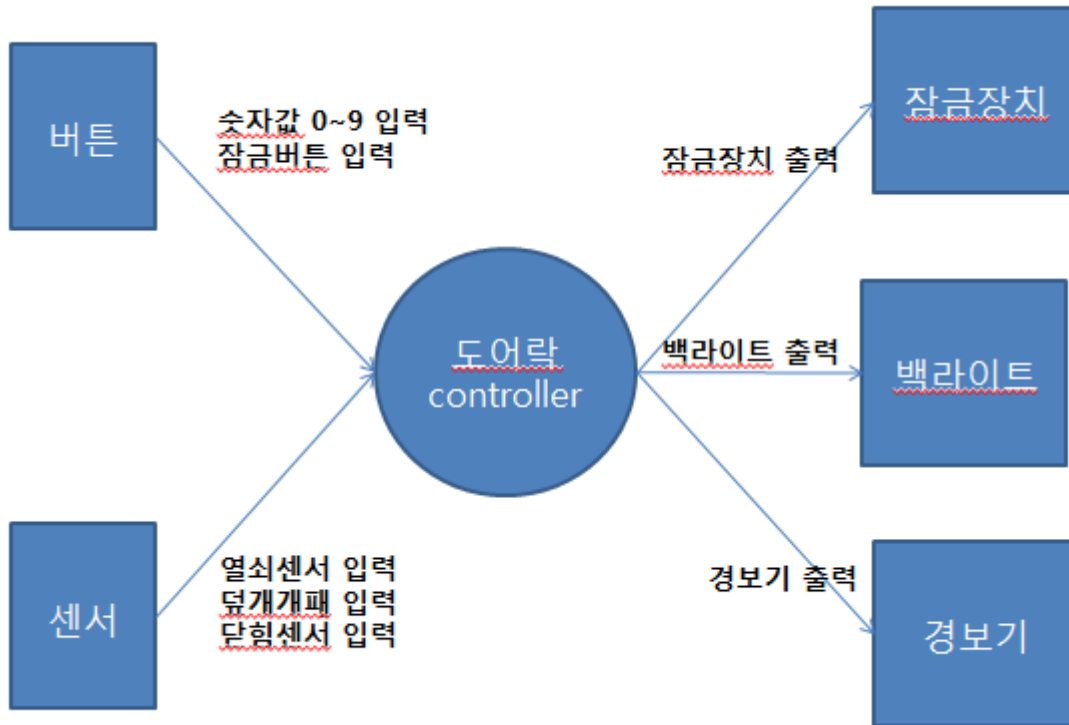 버튼
숫자값 0~9 입력
잠금버튼 입력
잠금장치
잠금장치 출력
도어락
controller
백라이트 출력
백라이트
센서
열쇠센서 입력
덮개개패 입력
닫힘센서 입력
경보기 출력
경보기